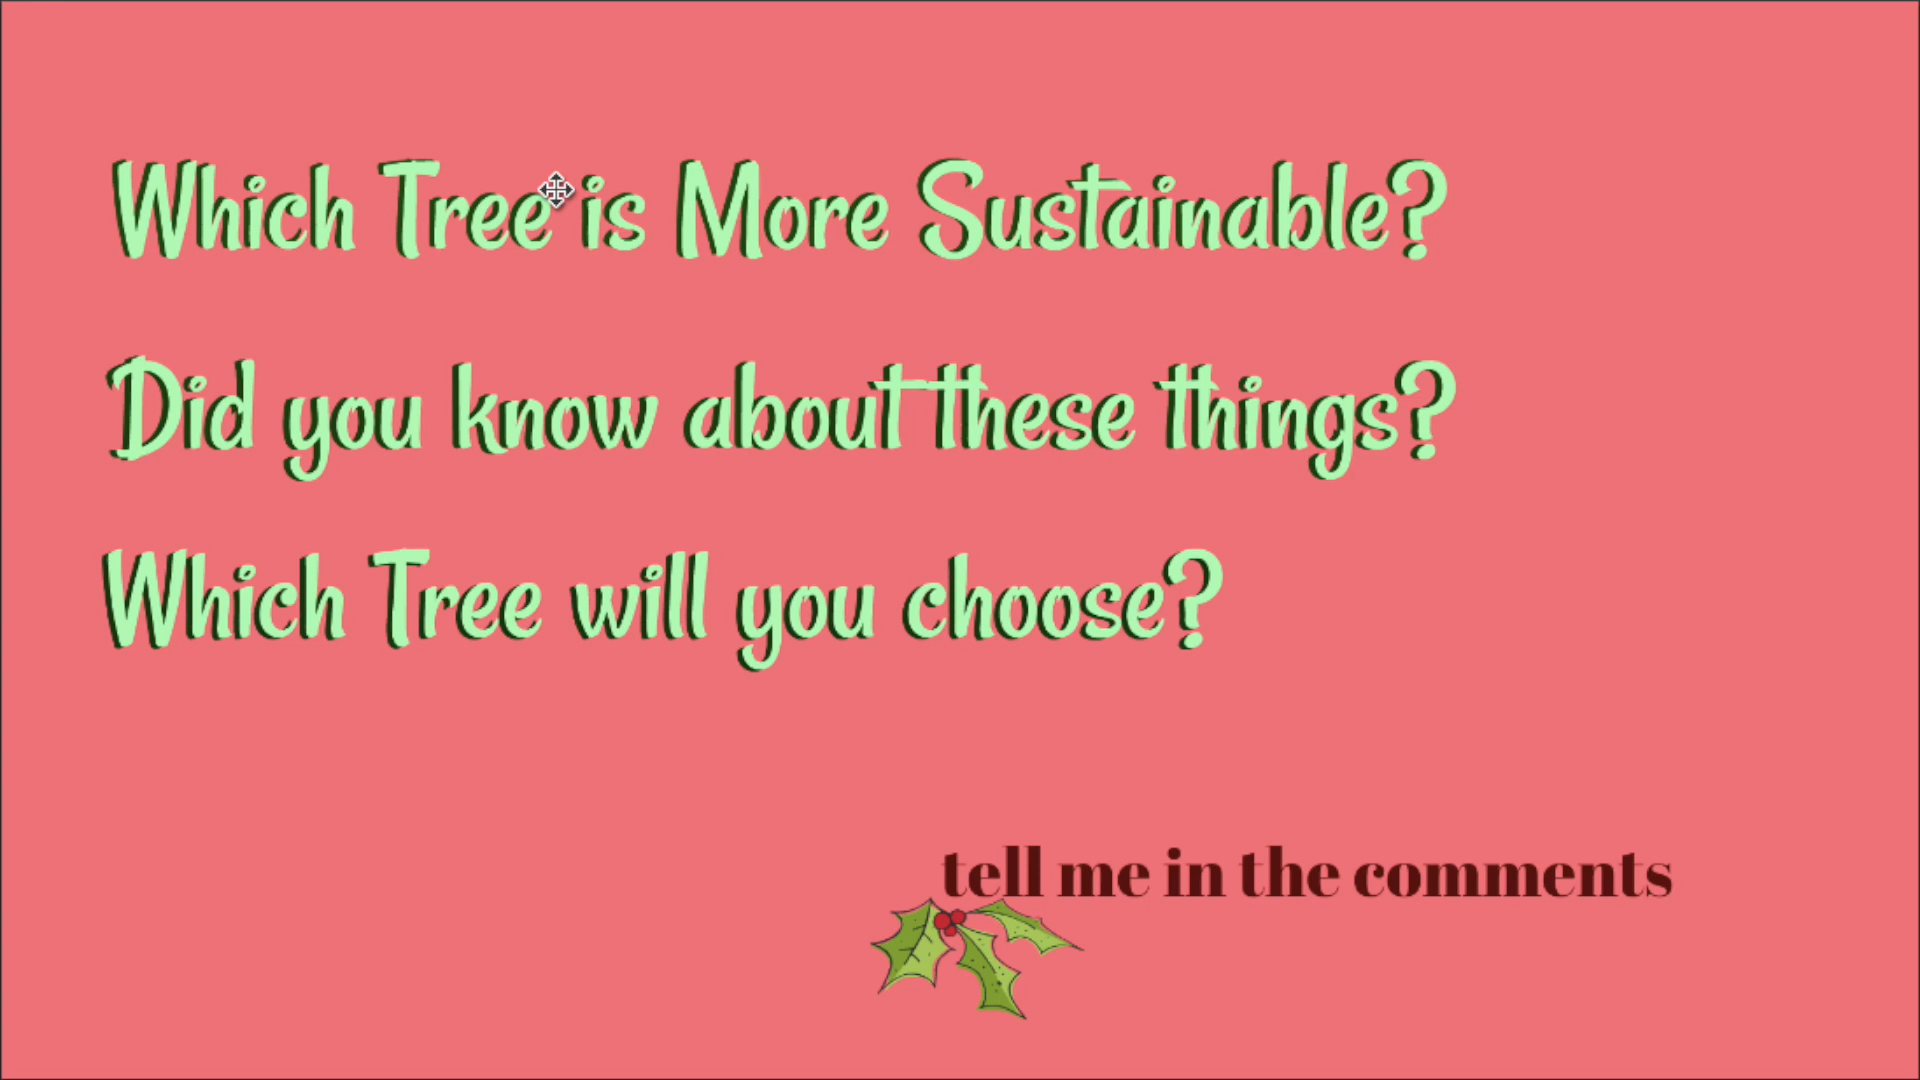 Which Tree is More Sustainable?
Did you know about these things?
Which Tree will you choose?
tell me in the comments